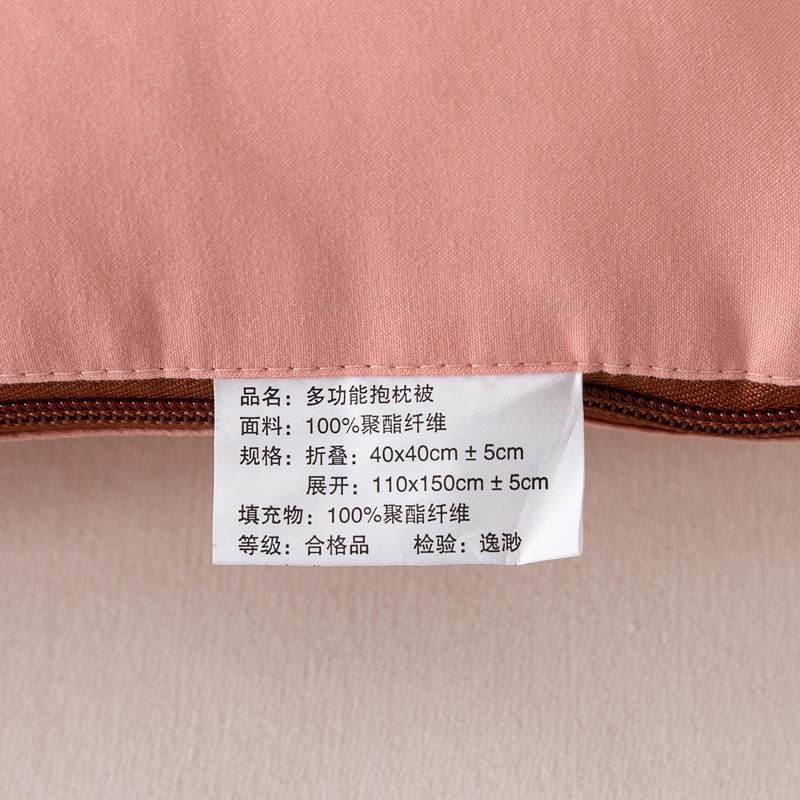 品名：多功能抱枕被
面料：100%聚酯纤维
规格：折叠：40x40cm ± 5cm
展开：110x150cm ± 5cm
填充物：100%聚酯纤维
等级：合格品 检验：逸渺